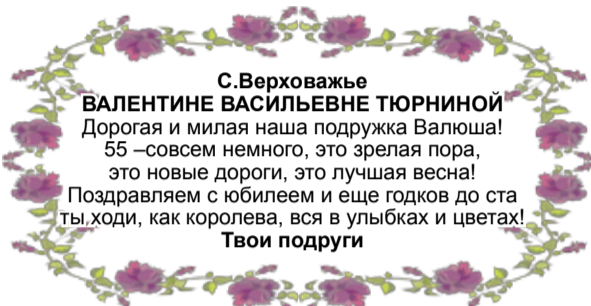 С.Верховажье
ВАЛЕНТИНЕ ВАСИЛЬЕВНЕ ТЮРНИНОЙ
Дорогая и милая наша подружка Валюша!
55 –совсем немного, это зрелая пора,
это новые дороги, это лучшая весна!
Поздравляем с юбилеем и еще годков до ста
ты,ходи, как королева, вся в улыбках и цветах!
Твои подруги